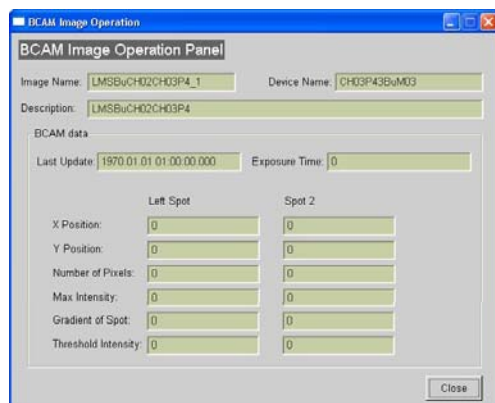 BCAM Image Operation
BCAM Image Operation Panel
Image Name: LMSBuCH02CH03P4_1 Device Name: CH03P43BuM03
Description: LMSBuCH02CH03P4
BCAM data
Last Update: 1970.01.01 01:00:00.000 Exposure Time: 0
Left Spot Spot 2
X Position: 0 0
Y Position: 0 0
Number of Pixels: 0 0
Max Intensity: 0 0
Gradient of Spot: 0 0
Threshold Intensity: 0 0
Close